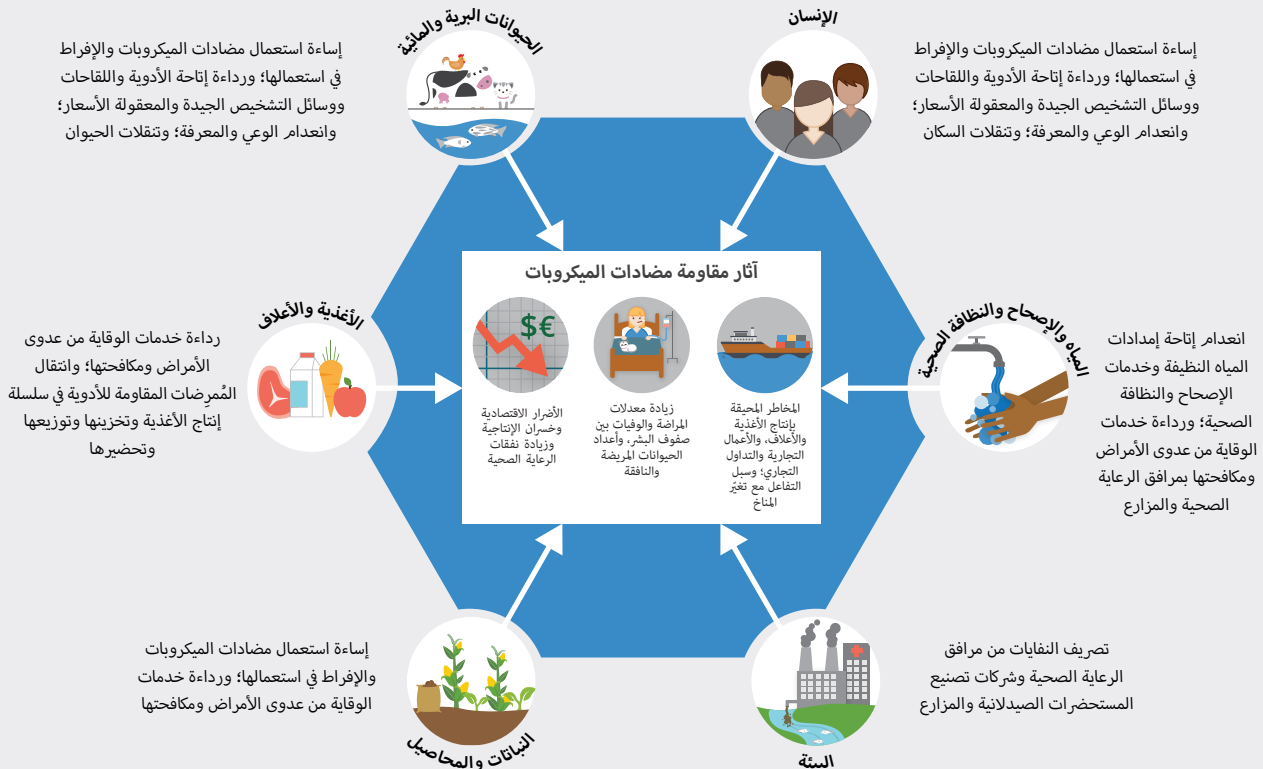 الإنسان
إساءة استعمال مضادات الميكروبات والإفراط
في استعمالها؛ ورداءة إتاحة الأدوية واللقاحات
ووسائل التشخيص الجيدة والمعقولة الأسعار؛
وانعدام الوعي والمعرفة؛ وتنقلات السكان
الحيوانات البرية والمائية
إساءة استعمال مضادات الميكروبات والإفراط
في استعمالها؛ ورداءة إتاحة الأدوية واللقاحات
ووسائل التشخيص الجيدة والمعقولة الأسعار؛
وانعدام الوعي والمعرفة؛ وتنقلات الحيوان
المياه والإصحاح والنظافة الصحية
انعدام إتاحة إمدادات
المياه النظيفة وخدمات
الإصحاح والنظافة
الصحية؛ ورداءة خدمات
الوقاية من عدوى الأمراض
ومكافحتها بمرافق الرعاية
الصحية والمزارع
آثار مقاومة مضادات الميكروبات
المخاطر المحيقة
بإنتاج الأغذية
والأعلاف، والأعمال
التجارية والتداول
التجاري؛ وسبل
التفاعل مع تغيّر
المناخ
زيادة معدلات
المراضة والوفيات بين
صفوف البشر، وأعداد
الحيوانات المريضة
والنافقة
$€
الأضرار الاقتصادية
وخسران الإنتاجية
وزيادة نفقات
الرعاية الصحية
الأغذية والأعلاف
رداءة خدمات الوقاية من عدوى
الأمراض ومكافحتها؛ وانتقال
المُمرِضات المقاومة للأدوية في سلسلة
إنتاج الأغذية وتخزينها وتوزيعها
وتحضيرها
البيئة
تصريف النفايات من مرافق
الرعاية الصحية وشركات تصنيع
المستحضرات الصيدلانية والمزارع
النباتات والمحاصيل
إساءة استعمال مضادات الميكروبات
والإفراط في استعمالها؛ ورداءة خدمات
الوقاية من عدوى الأمراض ومكافحتها